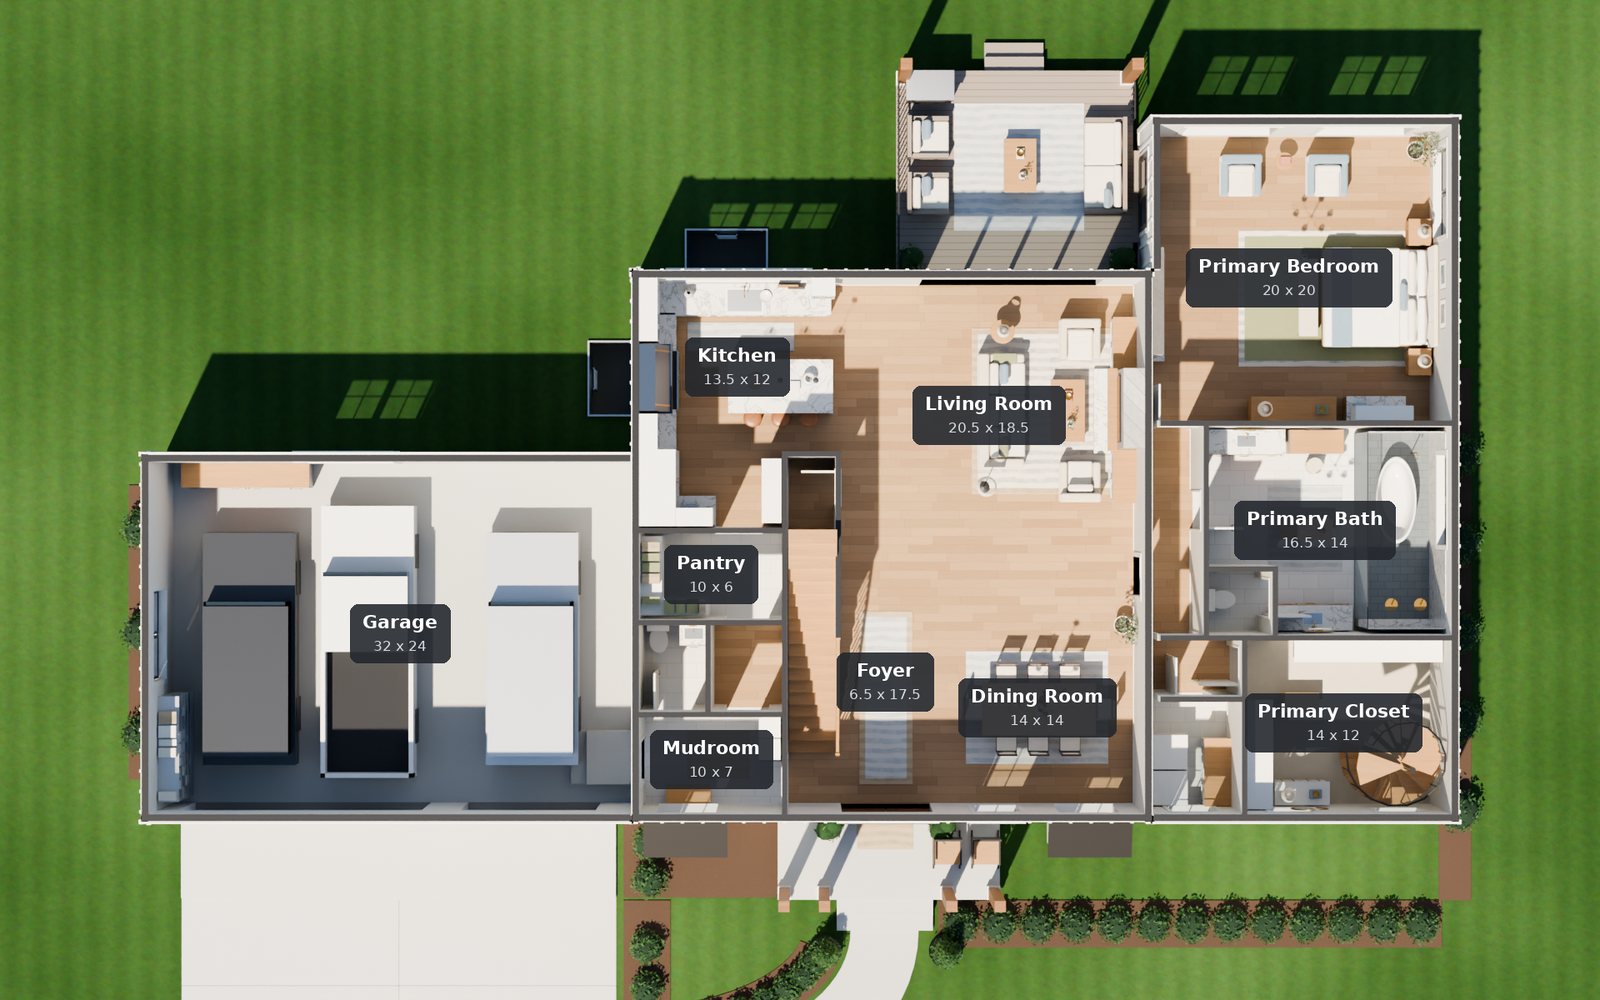 Primary Bedroom
20 x 20
Kitchen
13.5 x 12
Living Room
20.5 x 18.5
Primary Bath
16.5 x 14
Pantry
10 x 6
Garage
32 x 24
Foyer
6.5 x 17.5
Dining Room
14 x 14
Primary Closet
14 x 12
Mudroom
10 x 7